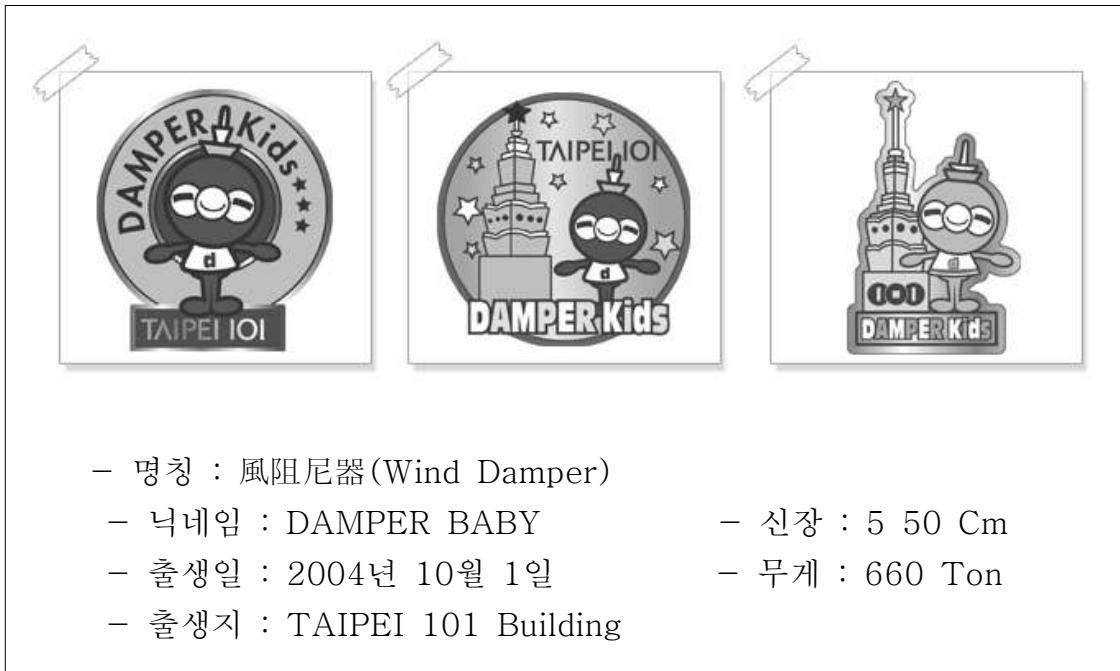 DAMPER Kids
d
TAIPEI 101
TAIPEI 101
d
DAMPER Kids
d
101
DAMPER Kids
- 명칭 : 風阻尼器(Wind Damper)
- 닉네임 : DAMPER BABY - 신장 : 5 50 Cm
- 출생일 : 2004년 10월 1일 - 무게 : 660 Ton
- 출생지 : TAIPEI 101 Building